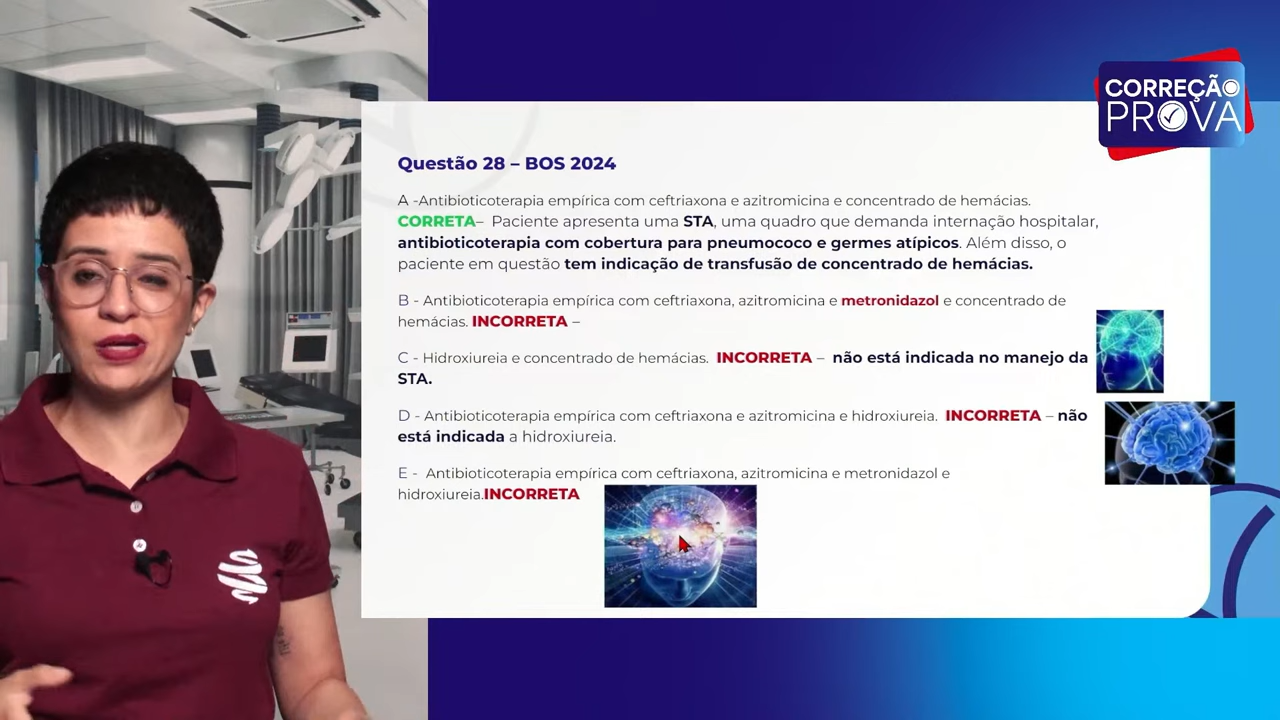 CORREÇÃO
PROVA
Questão 28 – BOS 2024
A -Antibioticoterapia empírica com ceftriaxona e azitromicina e concentrado de hemácias.
CORRETA– Paciente apresenta uma STA, uma quadro que demanda internação hospitalar,
antibioticoterapia com cobertura para pneumococo e germes atípicos. Além disso, o
paciente em questão tem indicação de transfusão de concentrado de hemácias.
B - Antibioticoterapia empírica com ceftriaxona, azitromicina e metronidazol e concentrado de
hemácias. INCORRETA –
C - Hidroxiureia e concentrado de hemácias. INCORRETA – não está indicada no manejo da
STA.
D - Antibioticoterapia empírica com ceftriaxona e azitromicina e hidroxiureia. INCORRETA – não
está indicada a hidroxiureia.
E - Antibioticoterapia empírica com ceftriaxona, azitromicina e metronidazol e
hidroxiureia.INCORRETA